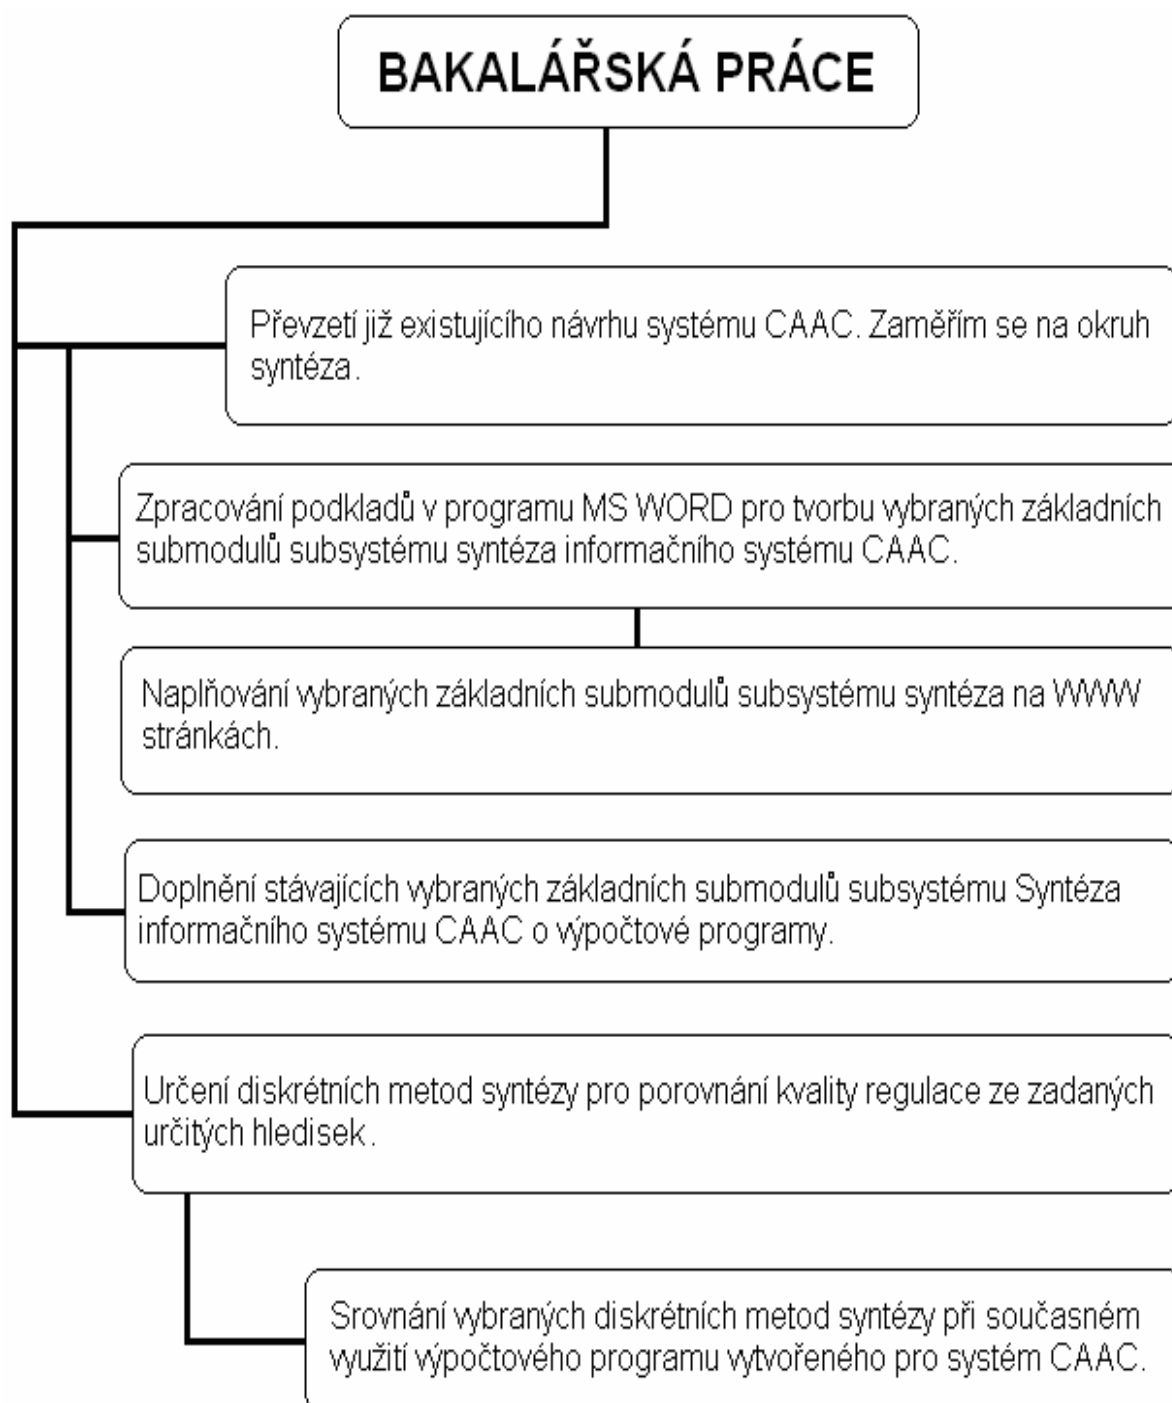 BAKALÁŘSKÁ PRÁCE
Převzetí již existujícího návrhu systému CAAC. Zaměřím se na okruh
syntéza.
Zpracování podkladů v programu MS WORD pro tvorbu vybraných základních
submodulů subsystému syntéza informačního systému CAAC.
Naplňování vybraných základních submodulů subsystému syntéza na WWW
stránkách.
Doplnění stávajících vybraných základních submodulů subsystému Syntéza
informačního systému CAAC o výpočtové programy.
Určení diskrétních metod syntézy pro porovnání kvality regulace ze zadaných
určitých hledisek.
Srovnání vybraných diskrétních metod syntézy při současném
využití výpočtového programu vytvořeného pro systém CAAC.